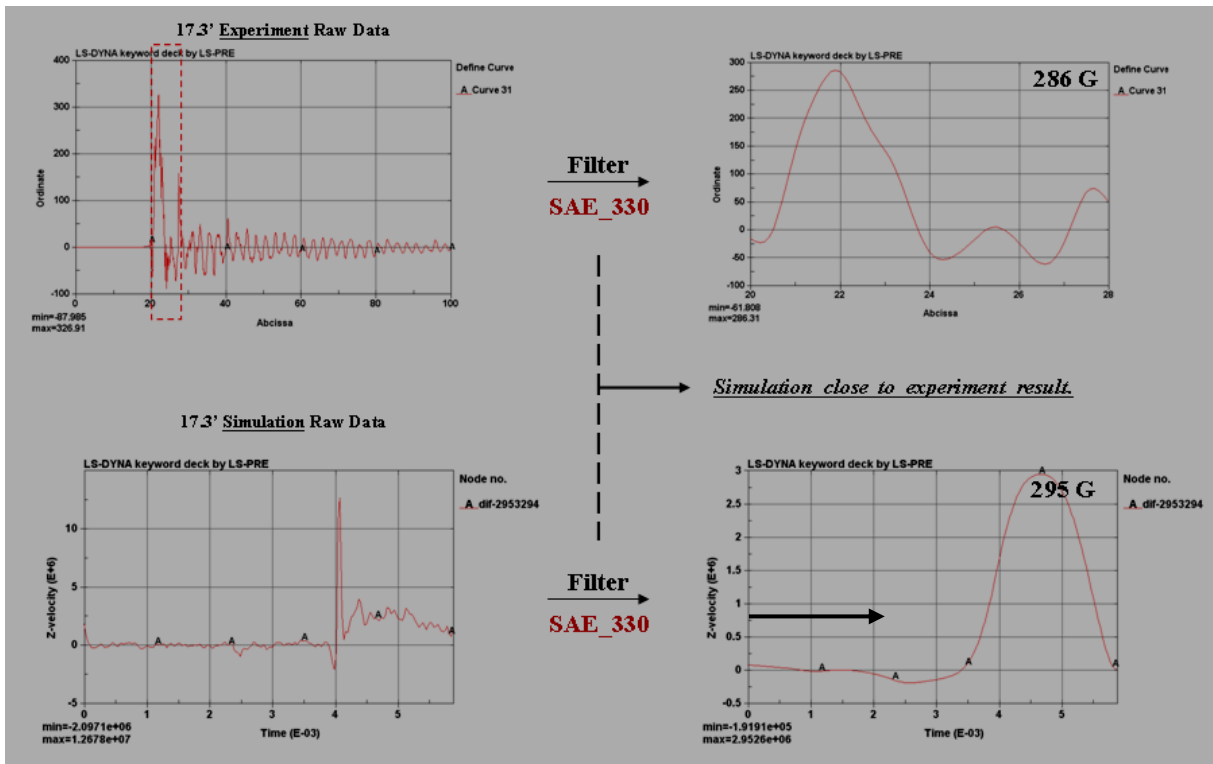 17.3’ Experiment Raw Data
LS-DYNA keyword deck by LS-PRE
400
300
200
100
0
-100
Ordinate
0
20
40
60
80
100
Abcissa
min=-87.985
max=326.91
Define Curve
A Curve 31
A
A
A
A
A
Filter
SAE_330
LS-DYNA keyword deck by LS-PRE
286 G
300
250
200
150
100
50
0
-50
-100
Ordinate
20
22
24
26
28
Abcissa
min=-61.808
max=286.31
Define Curve
A Curve 31
Simulation close to experiment result.
17.3’ Simulation Raw Data
LS-DYNA keyword deck by LS-PRE
10
5
0
-5
Z-velocity (E+6)
0
1
2
3
4
5
Time (E-03)
min=-2.0971e+06
max=1.2678e+07
Node no.
A dif-2953294
A
A
A
A
A
Filter
SAE_330
LS-DYNA keyword deck by LS-PRE
295 G
3
2.5
2
1.5
1
0.5
0
-0.5
Z-velocity (E+6)
0
1
2
3
4
5
Time (E-03)
min=-1.9191e+05
max=2.9526e+06
Node no.
A dif-2953294
A
A
A
A
A